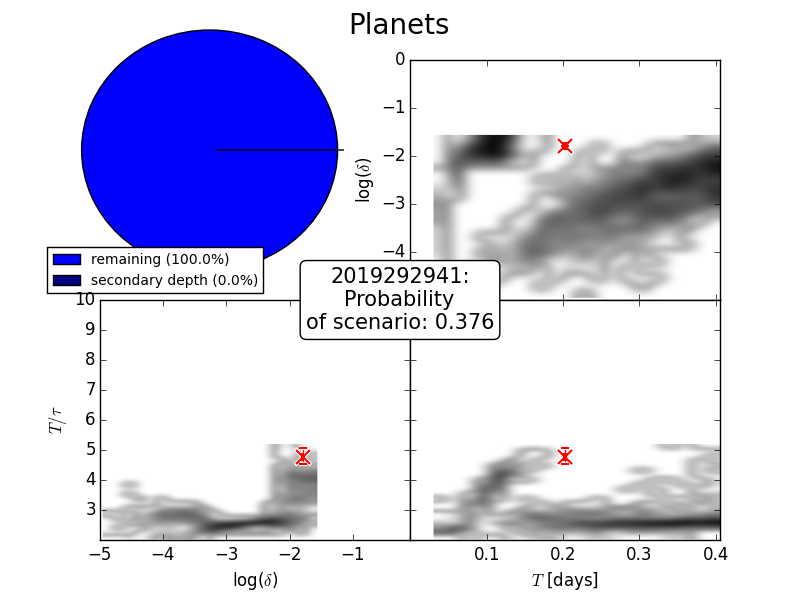 Planets
remaining (100.0%)
secondary depth (0.0%)
0
−1
−2
−3
−4
log(δ)
2019292941:
Probability
of scenario: 0.376
10
9
8
7
6
5
4
3
T/τ
−5
−4
−3
−2
−1
log(δ)
0.1
0.2
0.3
0.4
T [days]